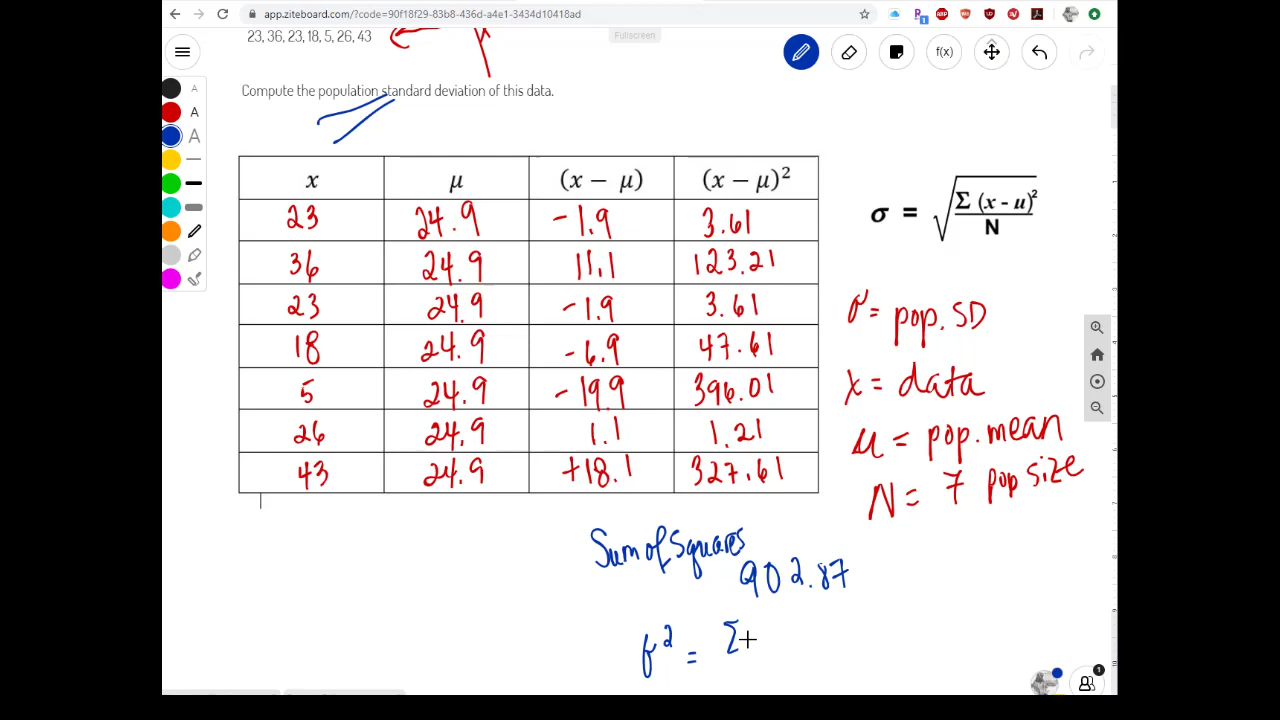 app.ziteboard.com/?code=90f18f29-83b8-436d-a4e1-3434d10418ad
23, 36, 23, 18, 5, 26, 43
Fullscreen
f(x)
Compute the population standard deviation of this data.
A
A
A
x μ (x − μ) (x − μ)²
23 24.9 -1.9 3.61
36 24.9 11.1 123.21
23 24.9 -1.9 3.61
18 24.9 -6.9 47.61
5 24.9 -19.9 396.01
26 24.9 1.1 1.21
43 24.9 +18.1 327.61
σ = √ Σ (x - μ)² / N
σ = pop. SD
x = data
μ = pop. mean
N = 7 pop size
Sum of Squares
902.87
σ² = Σ
1